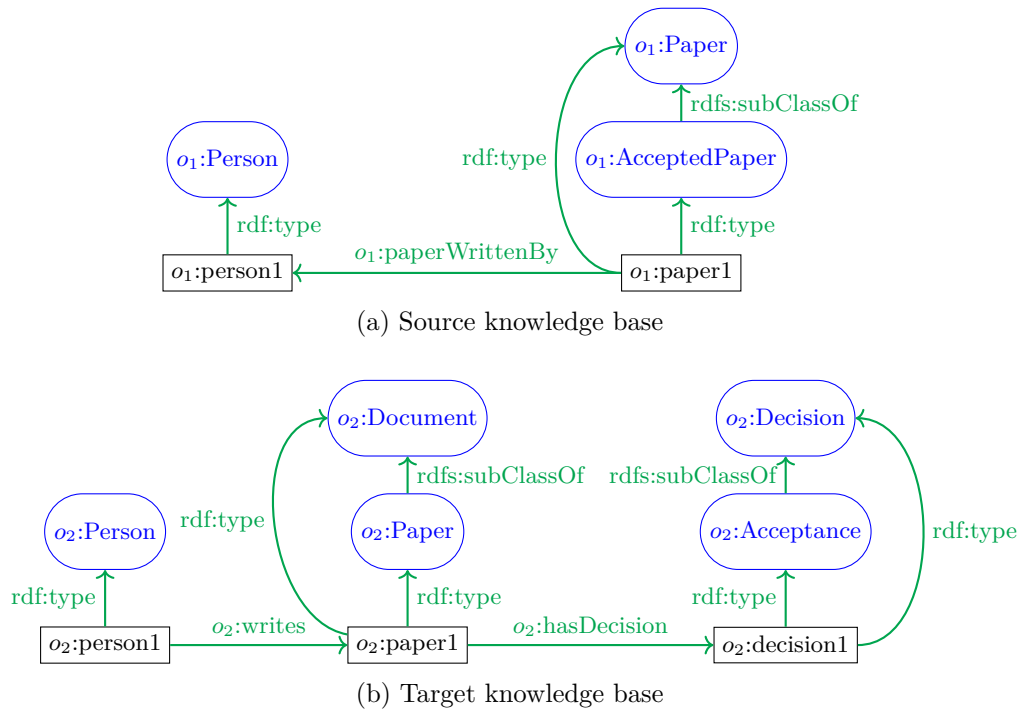 o₁:Paper
rdfs:subClassOf
o₁:Person
rdf:type
o₁:AcceptedPaper
rdf:type
rdf:type
o₁:paperWrittenBy
o₁:person1
o₁:paper1
(a) Source knowledge base
o₂:Document
o₂:Decision
rdfs:subClassOf
rdfs:subClassOf
rdf:type
o₂:Person
o₂:Paper
o₂:Acceptance
rdf:type
rdf:type
rdf:type
rdf:type
o₂:writes
o₂:hasDecision
o₂:person1
o₂:paper1
o₂:decision1
(b) Target knowledge base